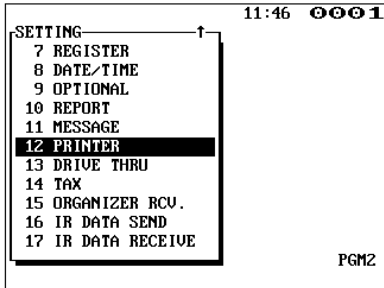 11:46 0001
SETTING ↑
7 REGISTER
8 DATE/TIME
9 OPTIONAL
10 REPORT
11 MESSAGE
12 PRINTER
13 DRIVE THRU
14 TAX
15 ORGANIZER RCV.
16 IR DATA SEND
17 IR DATA RECEIVE
PGM2